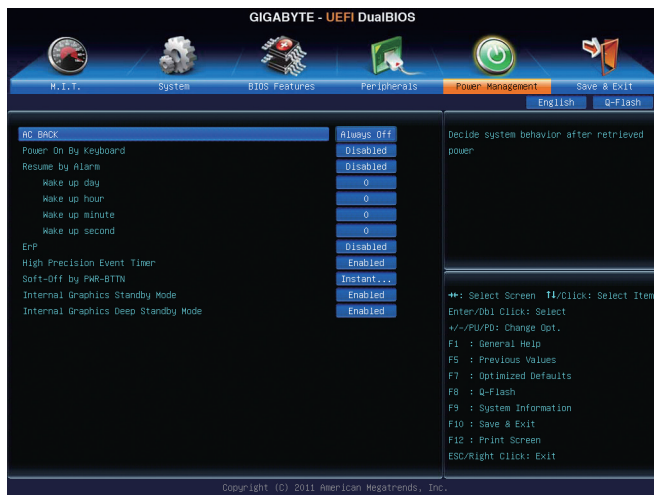 GIGABYTE - UEFI DualBIOS
M.I.T.
System
BIOS Features
Peripherals
Power Management
Save & Exit
English
Q-Flash
AC BACK Always Off
Power On By Keyboard Disabled
Resume by Alarm Disabled
Wake up day 0
Wake up hour 0
Wake up minute 0
Wake up second 0
ErP Disabled
High Precision Event Timer Enabled
Soft-Off by PWR-BTTN Instant...
Internal Graphics Standby Mode Enabled
Internal Graphics Deep Standby Mode Enabled
Decide system behavior after retrieved
power
→←: Select Screen ↑↓/Click: Select Item
Enter/Dbl Click: Select
+/-/PU/PD: Change Opt.
F1 : General Help
F5 : Previous Values
F7 : Optimized Defaults
F8 : Q-Flash
F9 : System Information
F10 : Save & Exit
F12 : Print Screen
ESC/Right Click: Exit
Copyright (C) 2011 American Megatrends, Inc.